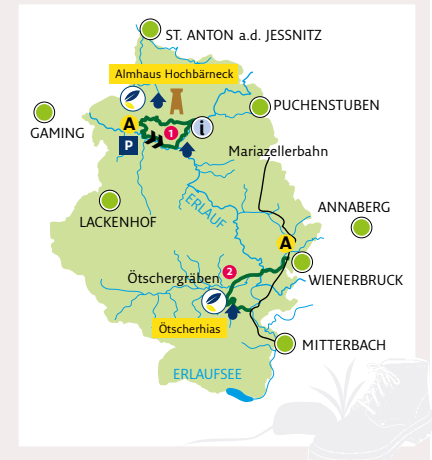 ST. ANTON a.d. JESSNITZ
Almhaus Hochbärneck
PUCHENSTUBEN
GAMING
A
1
i
P
Mariazellerbahn
ERLAUF
ANNABERG
LACKENHOF
A
Ötschergräben
2
WIENERBRUCK
Ötscherhias
MITTERBACH
ERLAUFSEE